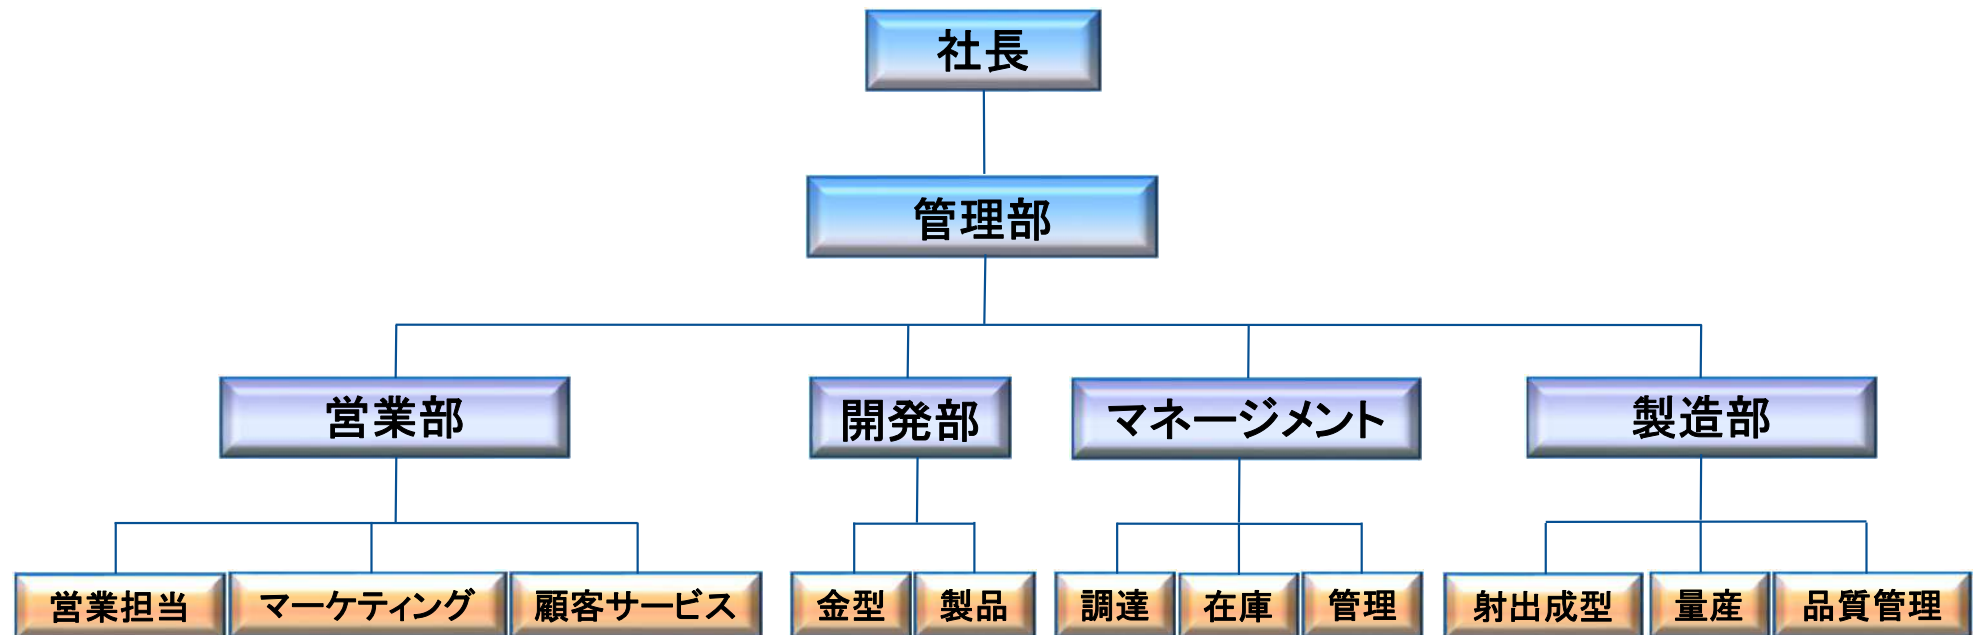 社長
管理部
営業部
開発部
マネージメント
製造部
営業担当
マーケティング
顧客サービス
金型
製品
調達
在庫
管理
射出成型
量産
品質管理